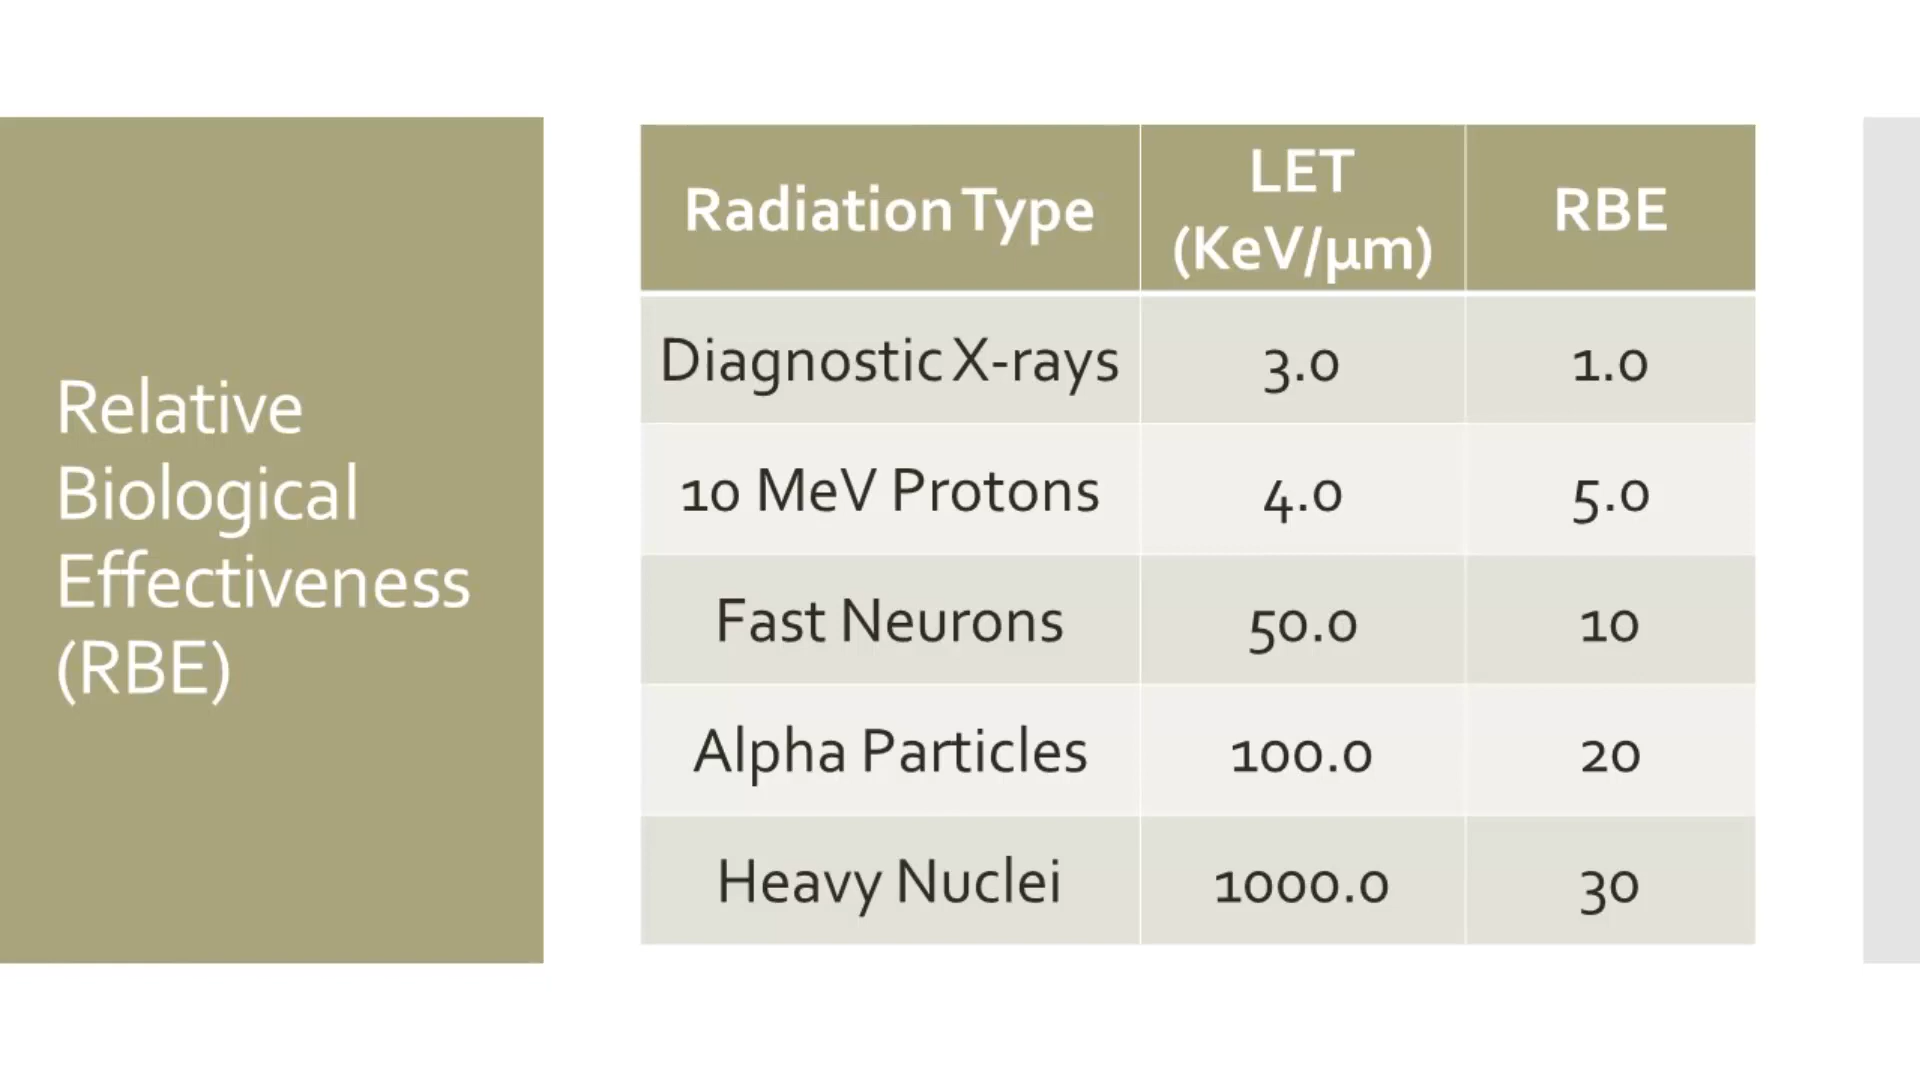 Relative
Biological
Effectiveness
(RBE)
Radiation Type LET (KeV/μm) RBE
Diagnostic X-rays 3.0 1.0
10 MeV Protons 4.0 5.0
Fast Neurons 50.0 10
Alpha Particles 100.0 20
Heavy Nuclei 1000.0 30